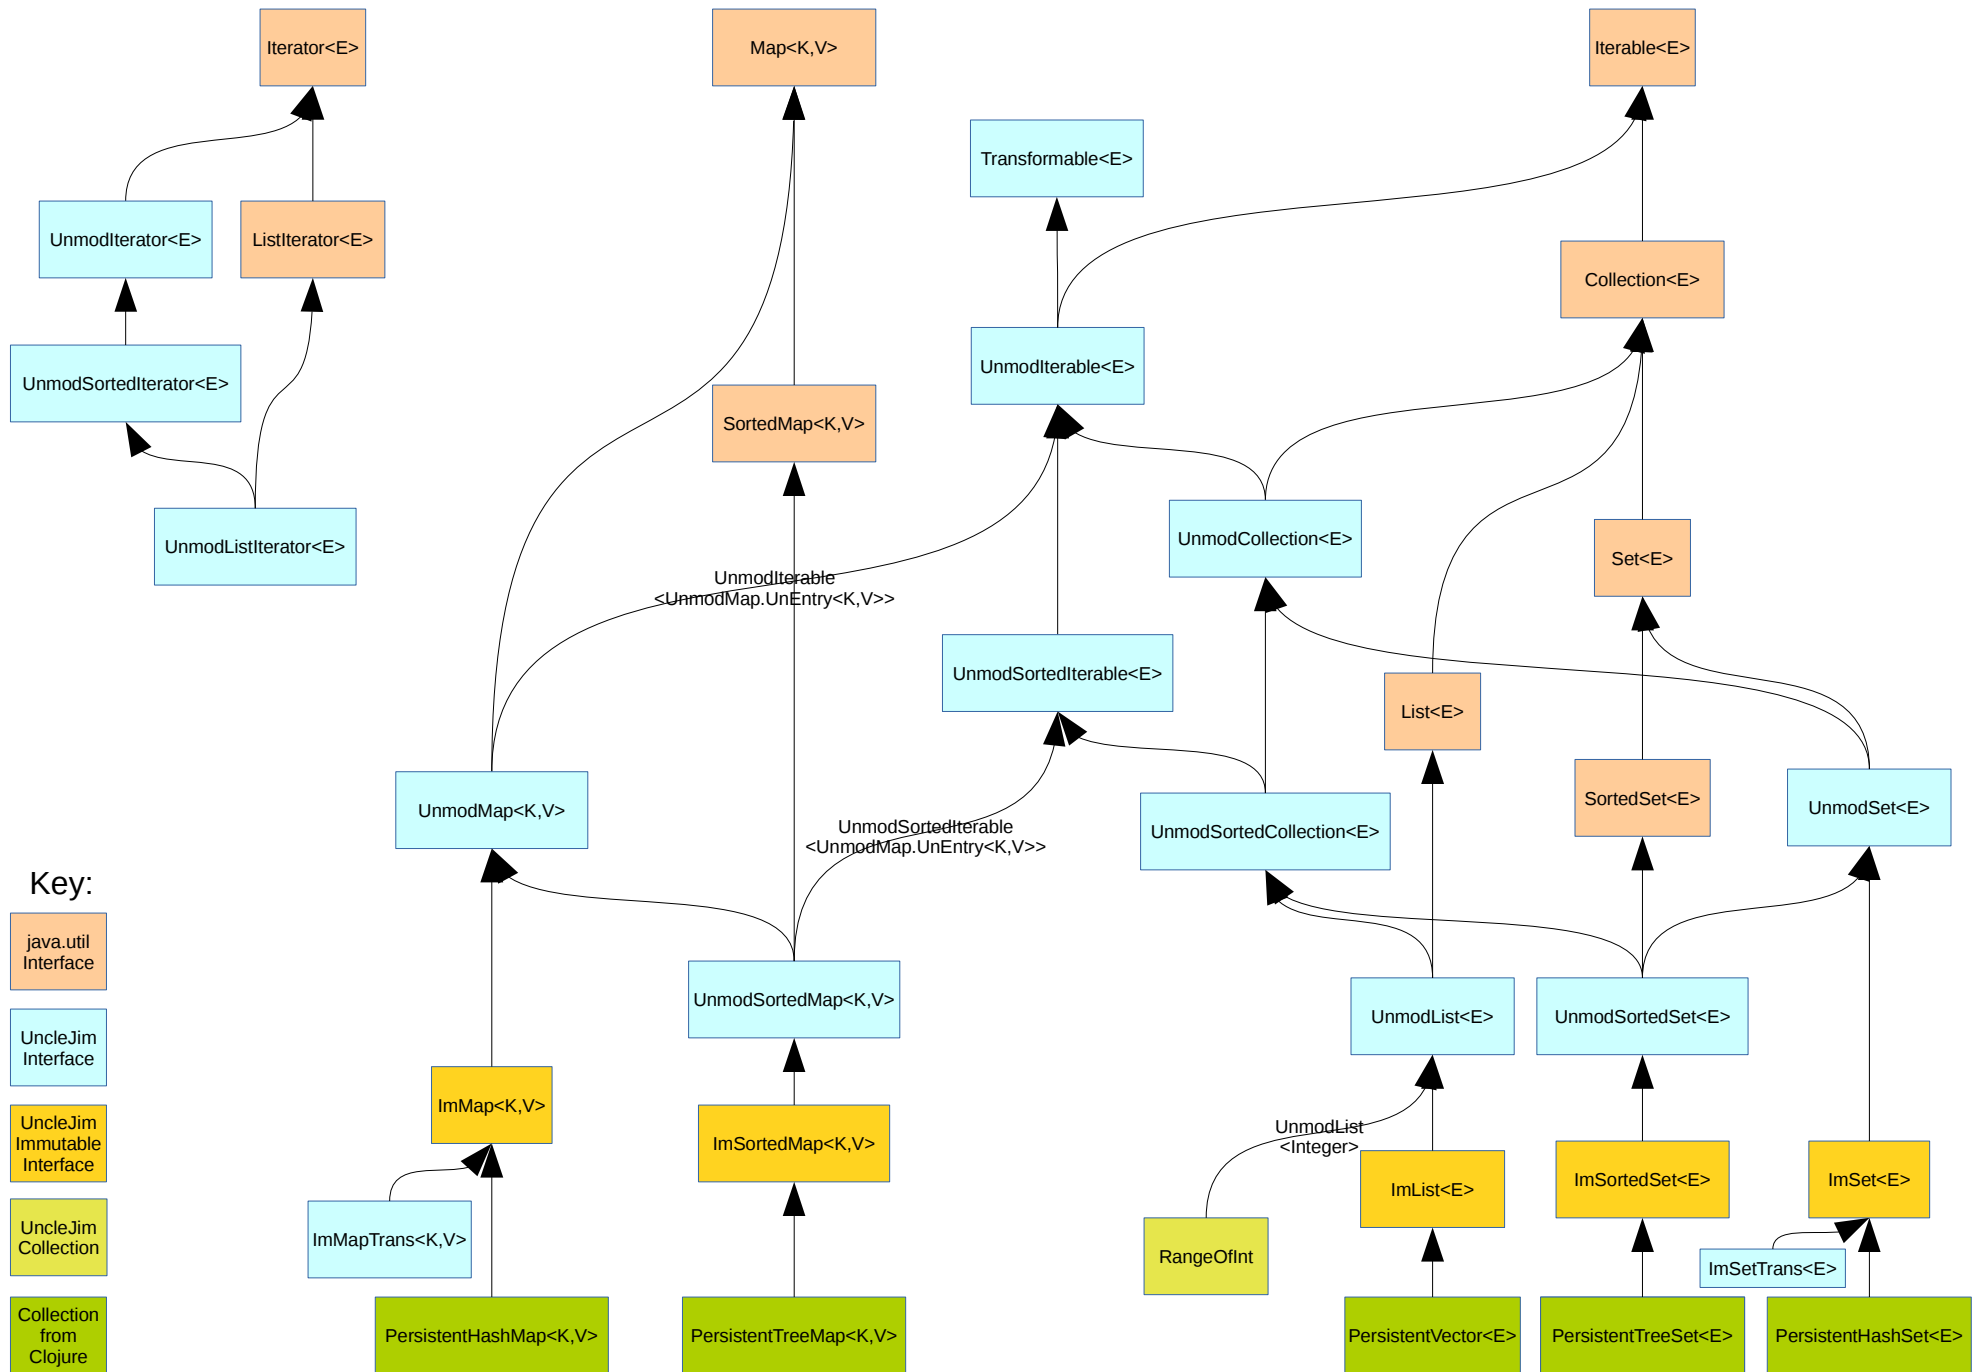 Iterator<E>
Map<K,V>
Iterable<E>
Transformable<E>
UnmodIterator<E>
ListIterator<E>
Collection<E>
UnmodIterable<E>
UnmodSortedIterator<E>
SortedMap<K,V>
UnmodListIterator<E>
UnmodCollection<E>
Set<E>
UnmodIterable
<UnmodMap.UnEntry<K,V>>
UnmodSortedIterable<E>
List<E>
SortedSet<E>
UnmodMap<K,V>
UnmodSet<E>
UnmodSortedIterable
<UnmodMap.UnEntry<K,V>>
UnmodSortedCollection<E>
Key:
java.util
Interface
UnmodSortedMap<K,V>
UnmodList<E>
UnmodSortedSet<E>
UncleJim
Interface
ImMap<K,V>
UncleJim
Immutable
Interface
ImSortedMap<K,V>
UnmodList
<Integer>
ImList<E>
ImSortedSet<E>
ImSet<E>
UncleJim
Collection
ImMapTrans<K,V>
RangeOfInt
ImSetTrans<E>
Collection
from
Clojure
PersistentHashMap<K,V>
PersistentTreeMap<K,V>
PersistentVector<E>
PersistentTreeSet<E>
PersistentHashSet<E>